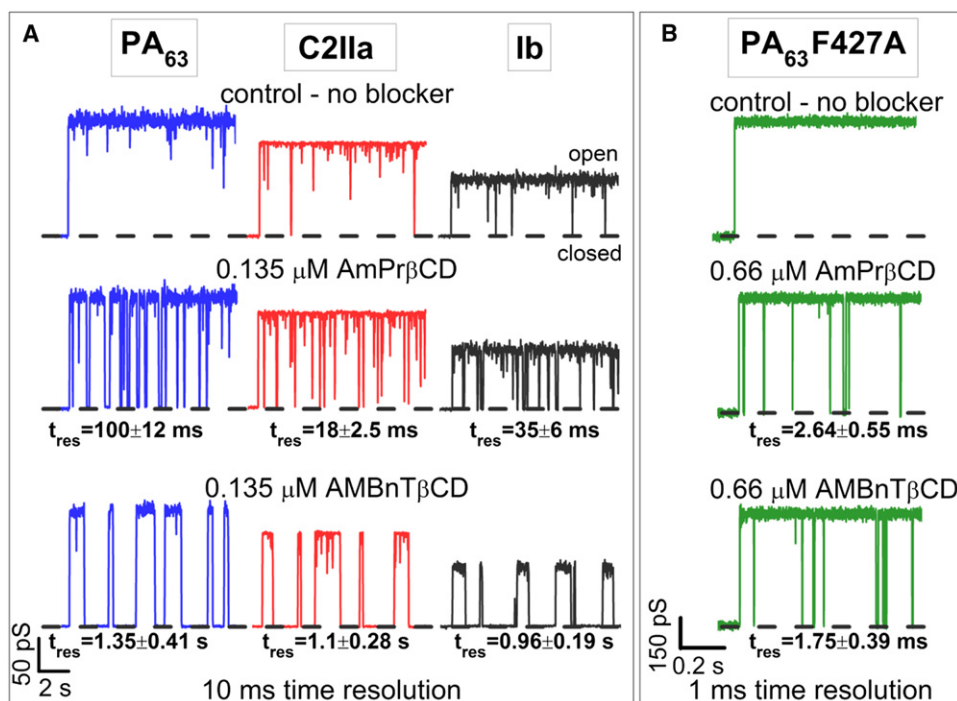 A
PA63
C2IIa
Ib
control - no blocker
open
closed
0.135 μM AmPrβCD
tres=100±12 ms
tres=18±2.5 ms
tres=35±6 ms
0.135 μM AMBnTβCD
tres=1.35±0.41 s
tres=1.1±0.28 s
tres=0.96±0.19 s
50 pS
2 s
10 ms time resolution
B
PA63F427A
control - no blocker
0.66 μM AmPrβCD
tres=2.64±0.55 ms
0.66 μM AMBnTβCD
tres=1.75±0.39 ms
150 pS
0.2 s
1 ms time resolution